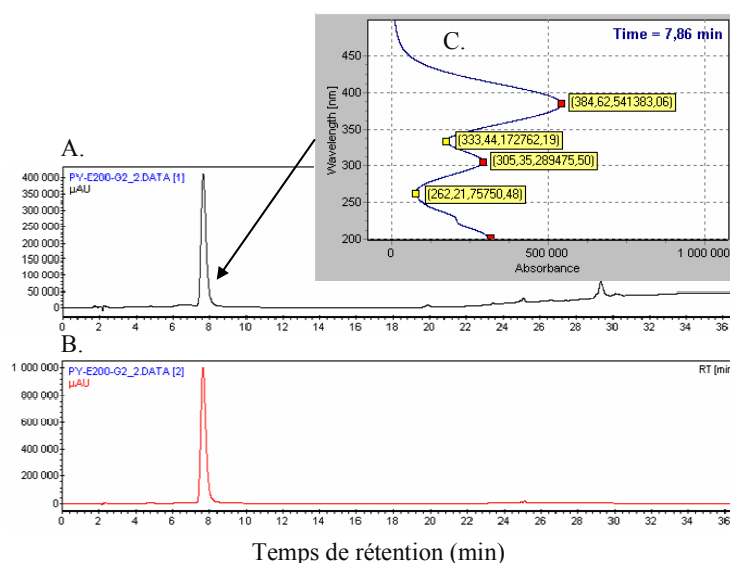 C.
Time = 7,86 min
450
400
350
300
250
200
Wavelength [nm]
(384,62,541383,06)
(333,44,172762,19)
(305,35,289475,50)
(262,21,75750,48)
0 500 000 1 000 000
Absorbance
A.
PY-E200-G2_2.DATA [1]
µAU
400 000
350 000
300 000
250 000
200 000
150 000
100 000
50 000
0
0 2 4 6 8 10 12 14 16 18 20 22 24 26 28 30 32 34 36
B.
PY-E200-G2_2.DATA [2]
µAU
RT [min
1 000 000
800 000
600 000
400 000
200 000
0
0 2 4 6 8 10 12 14 16 18 20 22 24 26 28 30 32 34 36
Temps de rétention (min)